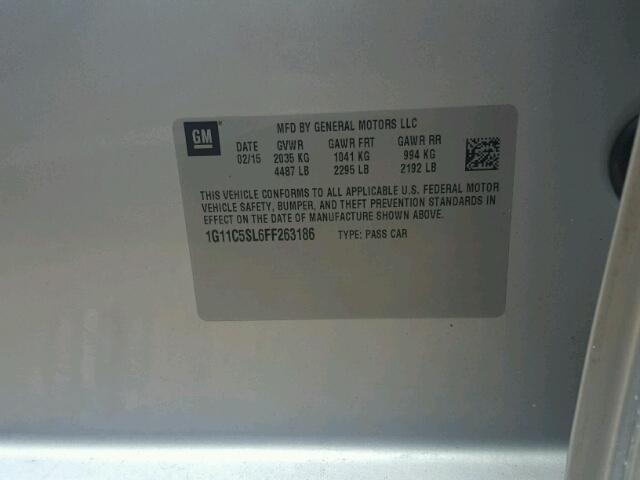 GM
MFD BY GENERAL MOTORS LLC
DATE GVWR GAWR FRT GAWR RR
02/15 2035 KG 1041 KG 994 KG
4487 LB 2295 LB 2192 LB
THIS VEHICLE CONFORMS TO ALL APPLICABLE U.S. FEDERAL MOTOR
VEHICLE SAFETY, BUMPER, AND THEFT PREVENTION STANDARDS IN
EFFECT ON THE DATE OF MANUFACTURE SHOWN ABOVE.
1G11C5SL6FF263186 TYPE: PASS CAR